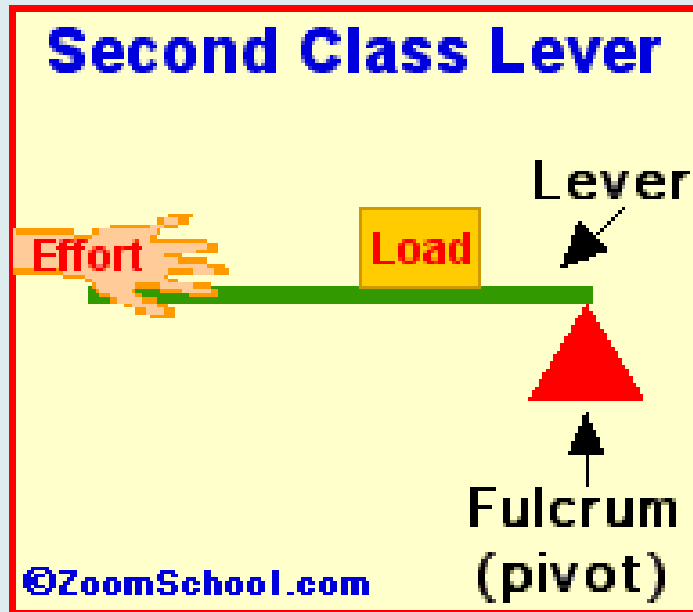 Second Class Lever
Lever
Effort
Load
Fulcrum
(pivot)
©ZoomSchool.com